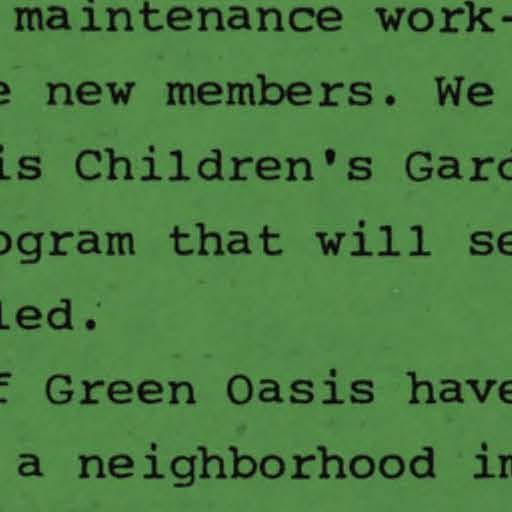 maintenance work-
e new members. We
is Children's Gard
ogram that will se
led.
f Green Oasis have
a neighborhood in